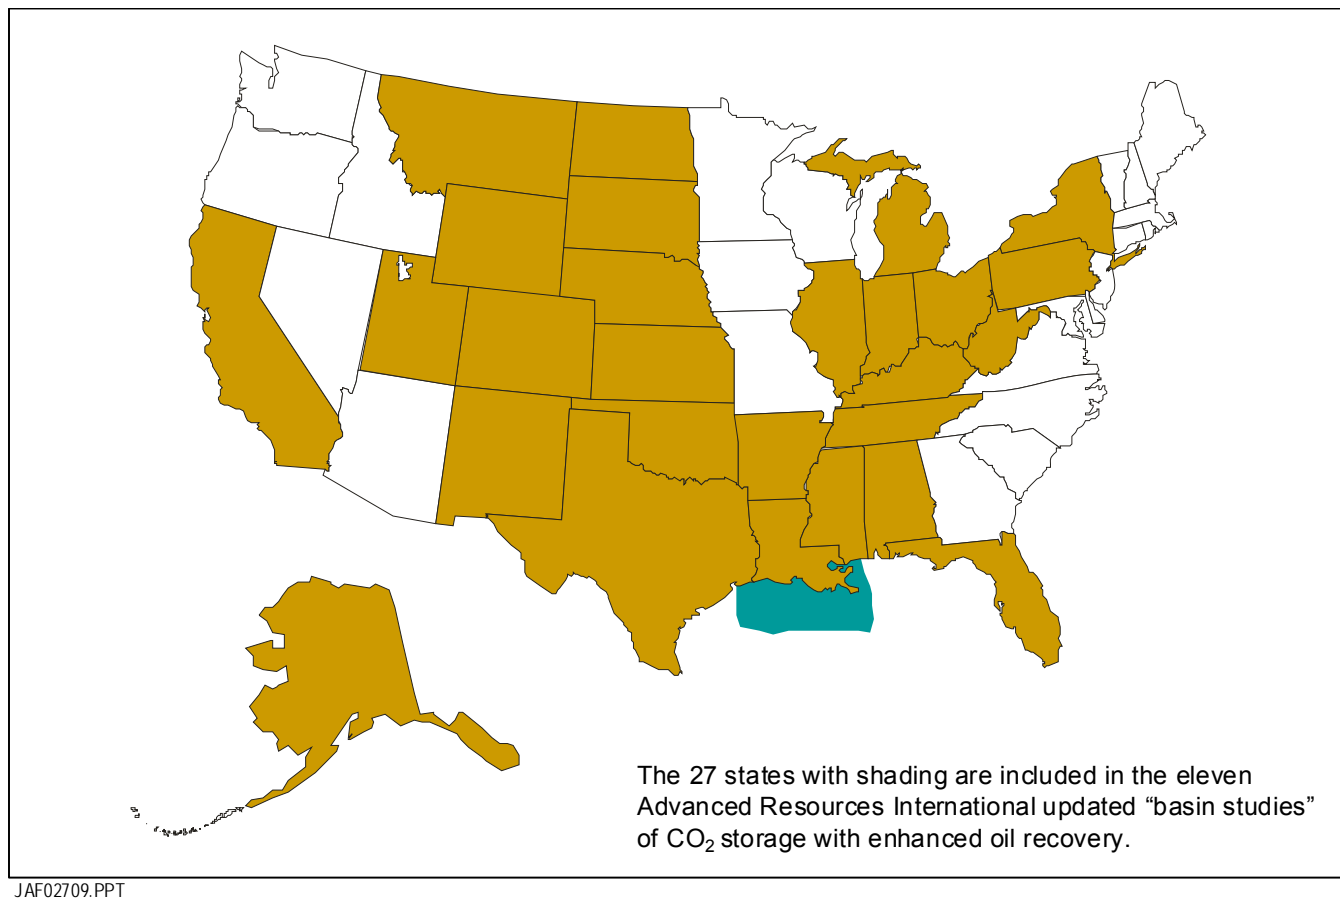 The 27 states with shading are included in the eleven
Advanced Resources International updated “basin studies”
of CO₂ storage with enhanced oil recovery.
JAF02709.PPT